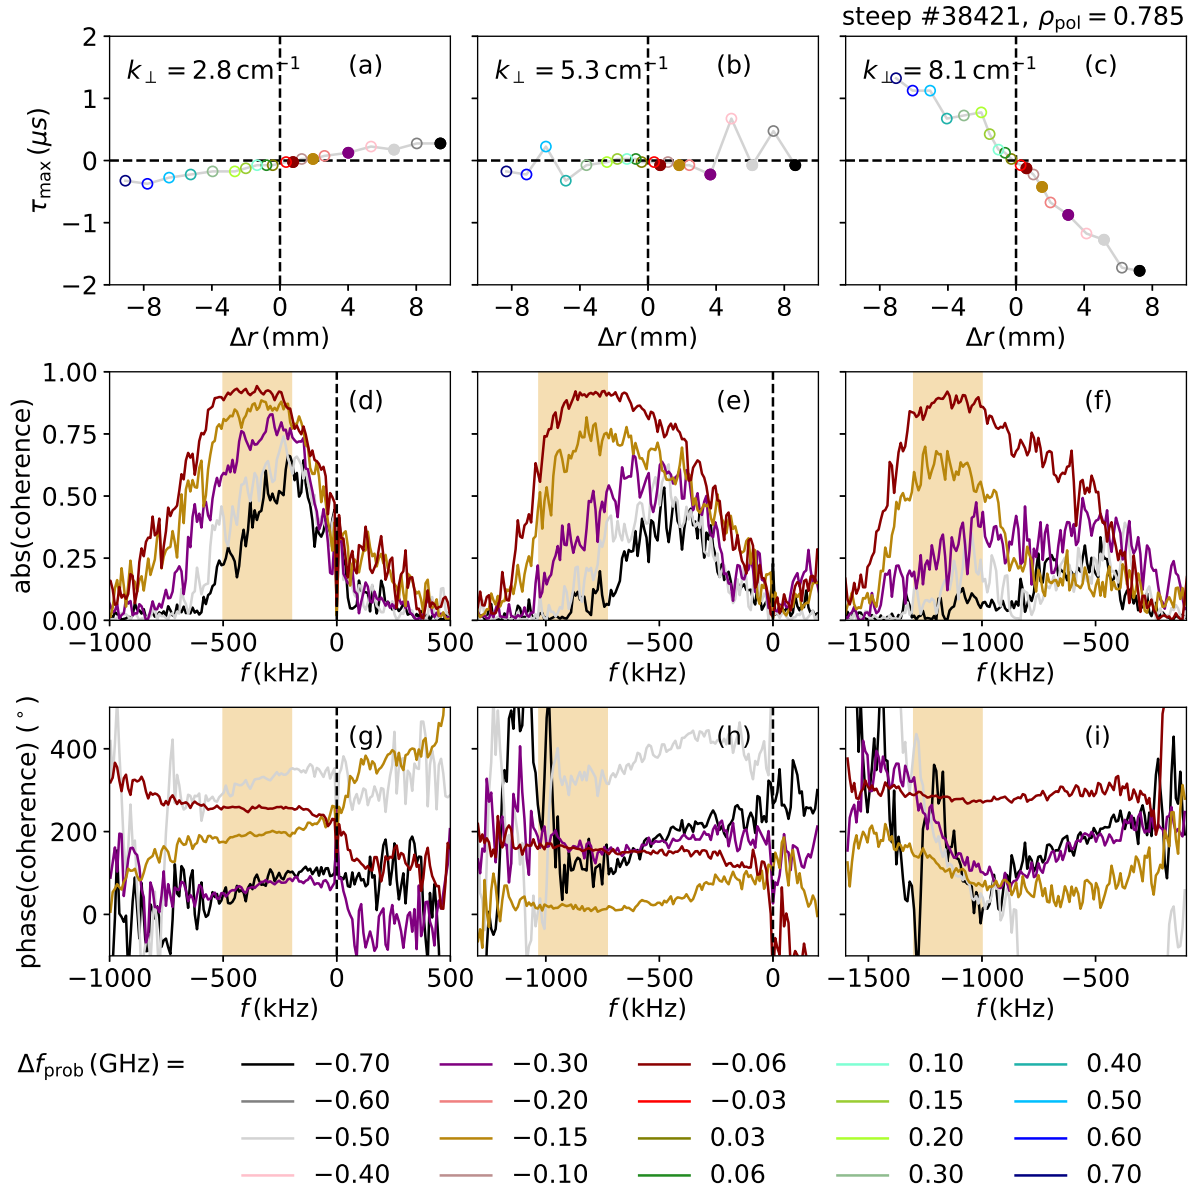 steep #38421, ρpol = 0.785
k⊥ = 2.8 cm⁻¹ (a)
k⊥ = 5.3 cm⁻¹ (b)
k⊥ = 8.1 cm⁻¹ (c)
τmax (μs)
2
1
0
−1
−2
−8 −4 0 4 8
−8 −4 0 4 8
−8 −4 0 4 8
Δr (mm)
Δr (mm)
Δr (mm)
abs(coherence)
1.00
0.75
0.50
0.25
0.00
(d)
(e)
(f)
−1000 −500 0 500
−1000 −500 0
−1500 −1000 −500
f (kHz)
f (kHz)
f (kHz)
phase(coherence) (°)
400
200
0
(g)
(h)
(i)
−1000 −500 0 500
−1000 −500 0
−1500 −1000 −500
f (kHz)
f (kHz)
f (kHz)
Δfprob (GHz) = −0.70 −0.30 −0.06 0.10 0.40
−0.60 −0.20 −0.03 0.15 0.50
−0.50 −0.15 0.03 0.20 0.60
−0.40 −0.10 0.06 0.30 0.70